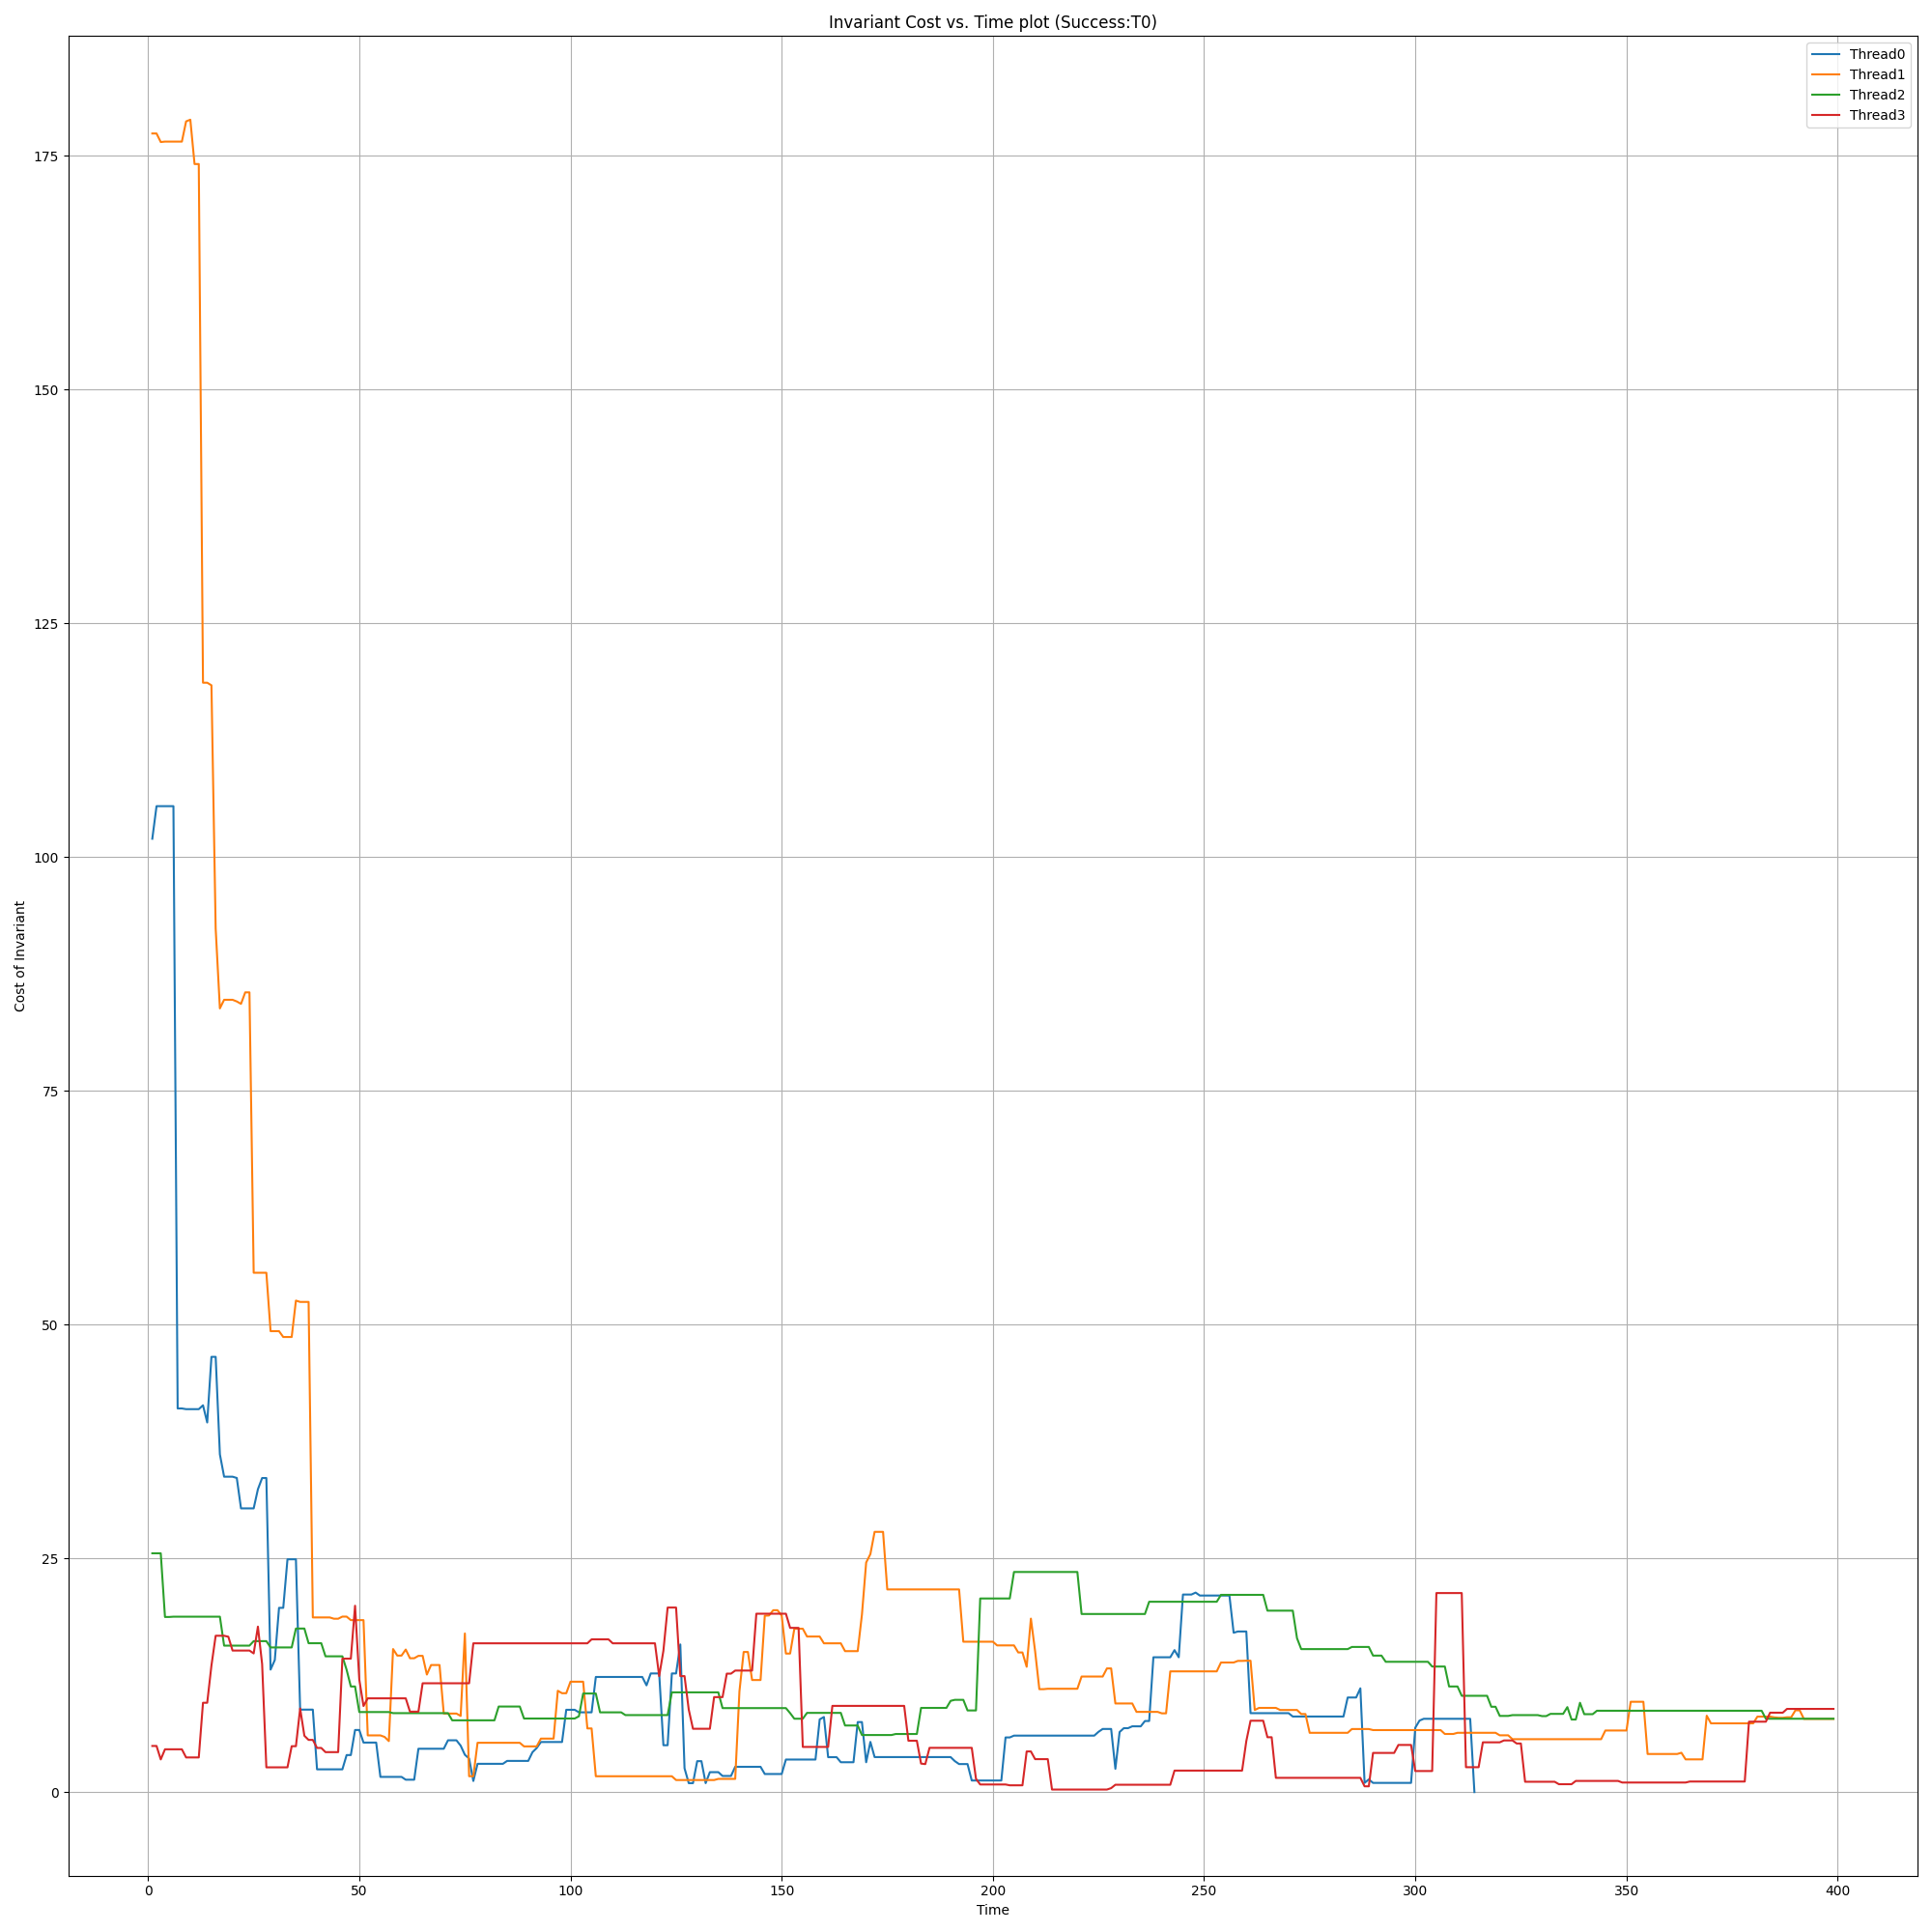 Invariant Cost vs. Time plot (Success:T0)
Thread0
Thread1
Thread2
Thread3
175
150
125
100
75
50
25
0
Cost of Invariant
0 50 100 150 200 250 300 350 400
Time